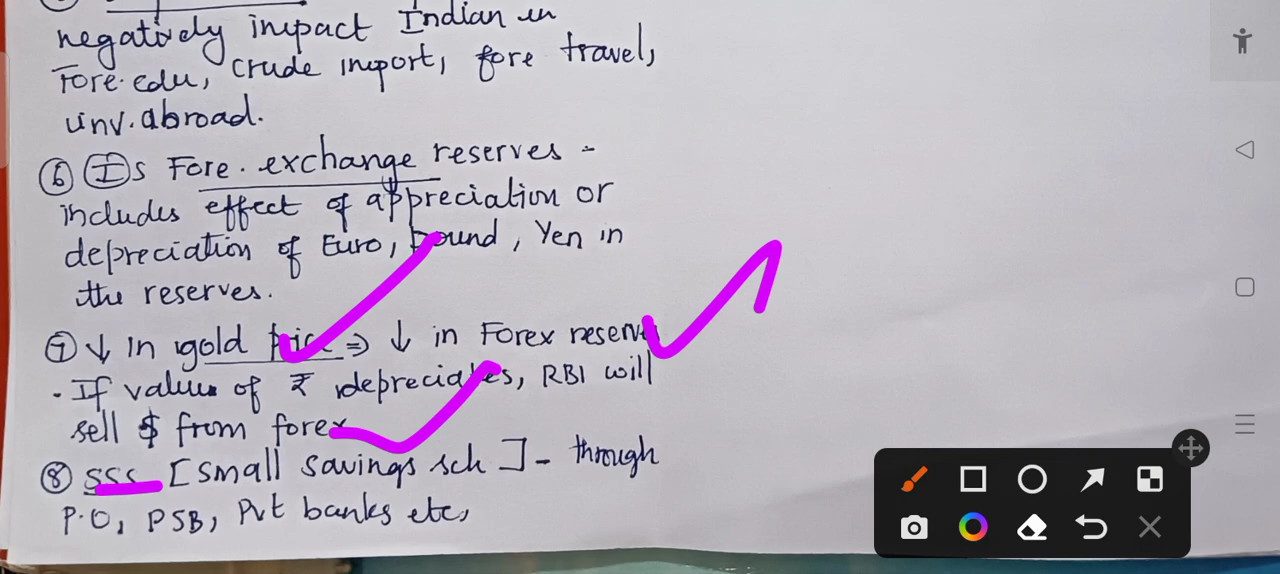 negatively impact Indian in
Fore.edu, crude import, fore travel,
unv. abroad.
⑥ Ⓘs Fore. exchange reserves -
includes effect of appreciation or
depreciation of Euro, Pound, Yen in
the reserves.
⑦ ↓ in gold price ⇒ ↓ in Forex reserve
. If value of ₹ depreciates, RBI will
sell $ from forex
⑧ SSS [small savings sch] - through
P.O, PSB, Pvt banks etc,